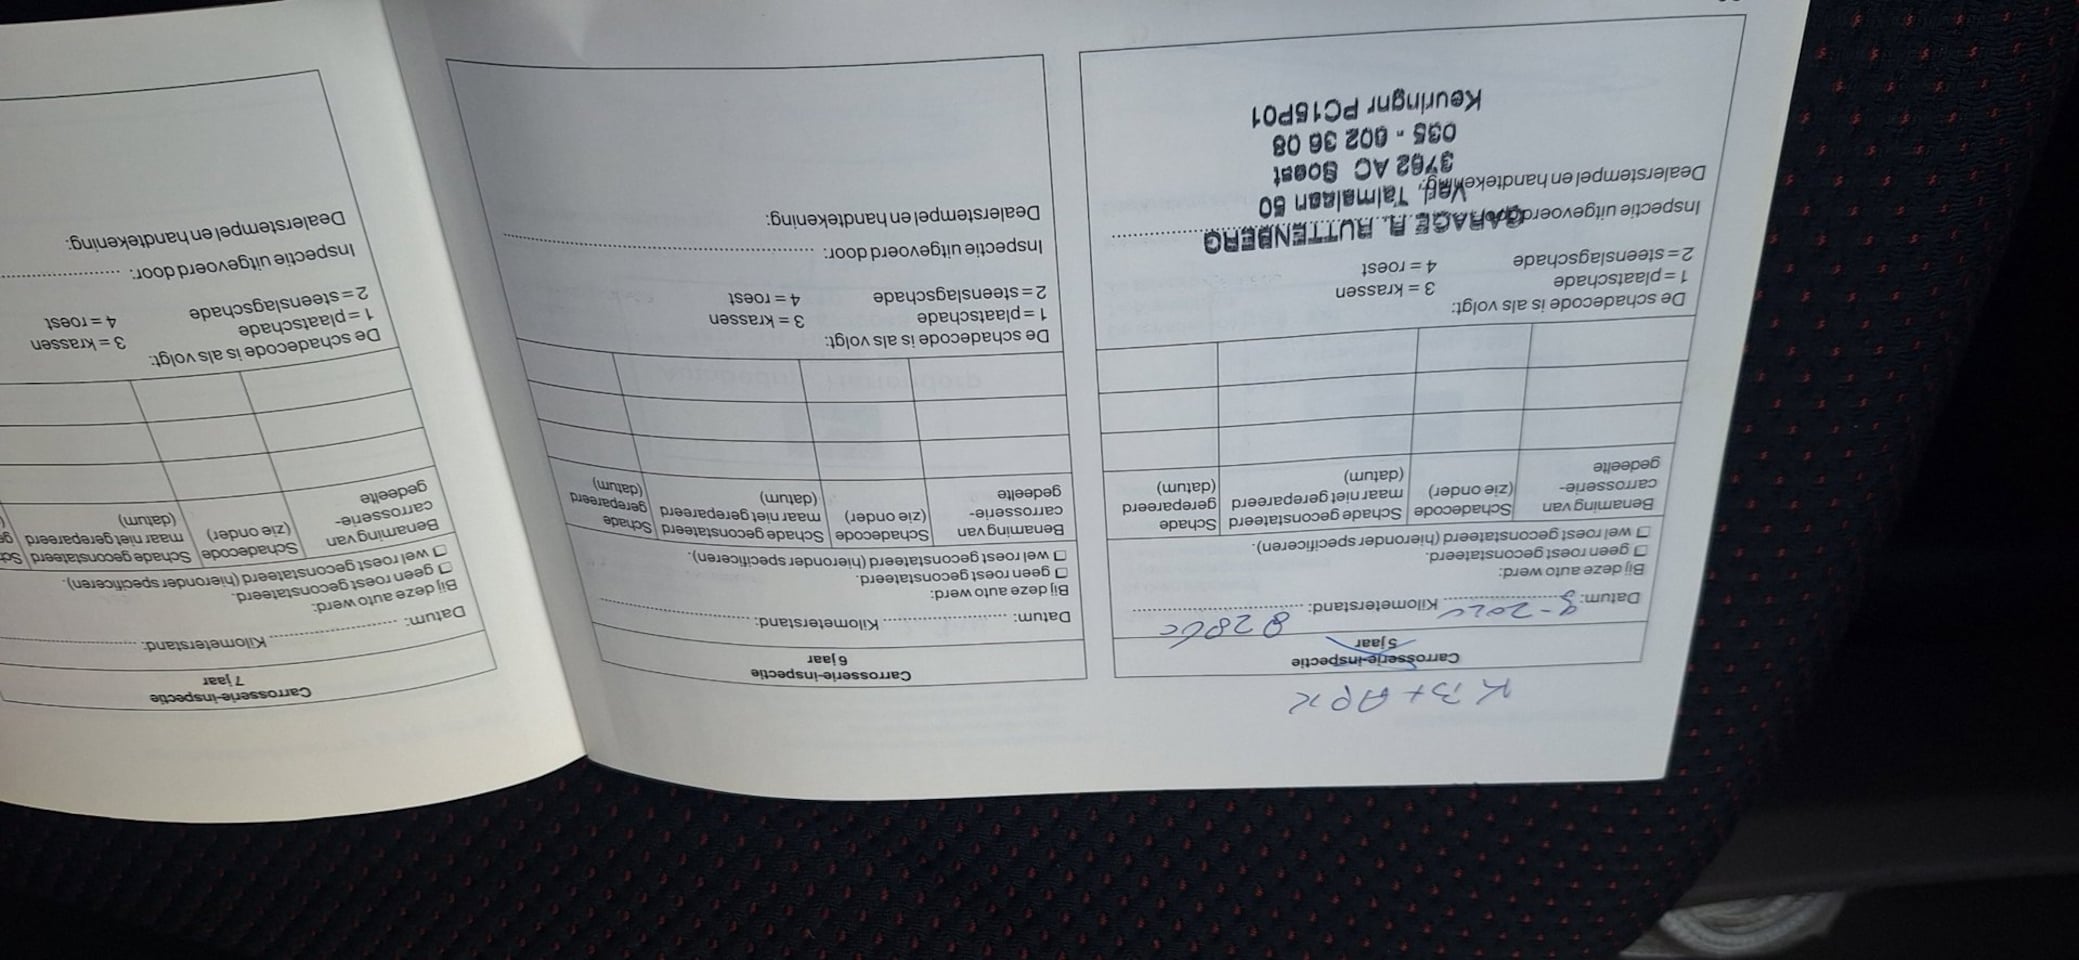 KB + APK
Carrosserie-inspectie
5 jaar
Datum: Kilometerstand:
Bij deze auto werd:
❒ geen roest geconstateerd.
❒ wel roest geconstateerd (hieronder specificeren).
Benaming van carrosserie-gedeelte | Schadecode (zie onder) | Schade geconstateerd maar niet gerepareerd (datum) | Schade gerepareerd (datum)
De schadecode is als volgt:
1 = plaatschade 3 = krassen
2 = steenslagschade 4 = roest
Inspectie uitgevoerd door:
Dealerstempel en handtekening:
GARAGE R. RUTTENBERG
Verl. Talmalaan 50
3762 AC Soest
035 - 602 36 08
Keuringnr PC15P01
Carrosserie-inspectie
6 jaar
Datum: Kilometerstand:
Bij deze auto werd:
❒ geen roest geconstateerd.
❒ wel roest geconstateerd (hieronder specificeren).
Benaming van carrosserie-gedeelte | Schadecode (zie onder) | Schade geconstateerd maar niet gerepareerd (datum) | Schade gerepareerd (datum)
De schadecode is als volgt:
1 = plaatschade 3 = krassen
2 = steenslagschade 4 = roest
Inspectie uitgevoerd door:
Dealerstempel en handtekening:
Carrosserie-inspectie
7 jaar
Datum: Kilometerstand:
Bij deze auto werd:
❒ geen roest geconstateerd.
❒ wel roest geconstateerd (hieronder specificeren).
Benaming van carrosserie-gedeelte | Schadecode (zie onder) | Schade geconstateerd maar niet gerepareerd (datum)
De schadecode is als volgt:
1 = plaatschade 3 = krassen
2 = steenslagschade 4 = roest
Inspectie uitgevoerd door:
Dealerstempel en handtekening: